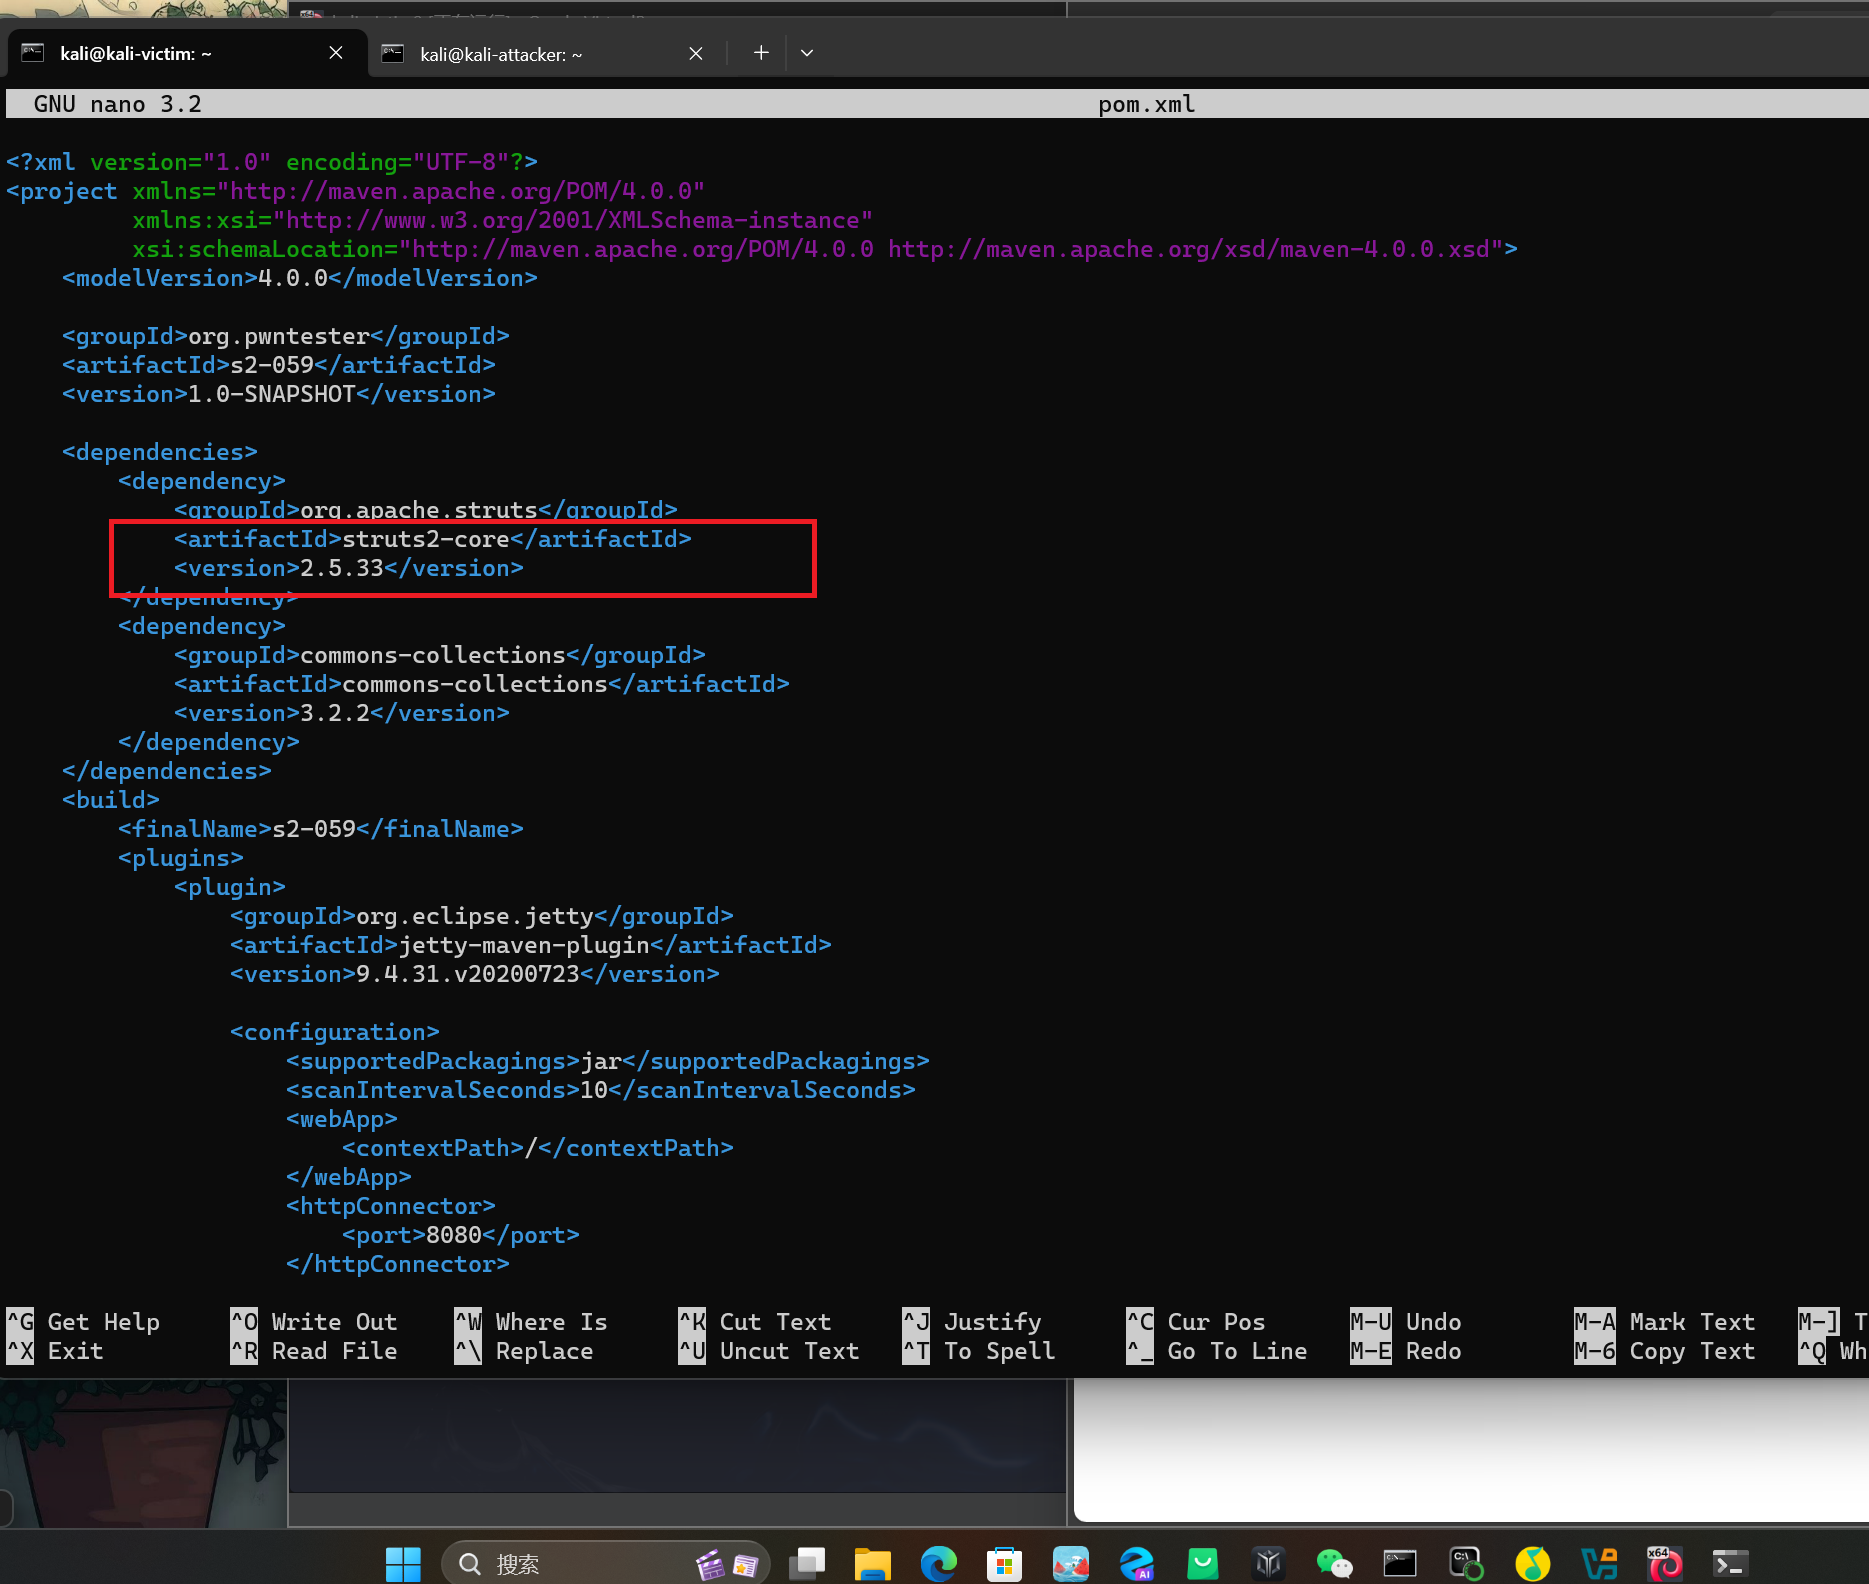 kali@kali-victim: ~
kali@kali-attacker: ~
GNU nano 3.2 pom.xml
<?xml version="1.0" encoding="UTF-8"?>
<project xmlns="http://maven.apache.org/POM/4.0.0"
xmlns:xsi="http://www.w3.org/2001/XMLSchema-instance"
xsi:schemaLocation="http://maven.apache.org/POM/4.0.0 http://maven.apache.org/xsd/maven-4.0.0.xsd">
<modelVersion>4.0.0</modelVersion>
<groupId>org.pwntester</groupId>
<artifactId>s2-059</artifactId>
<version>1.0-SNAPSHOT</version>
<dependencies>
<dependency>
<groupId>org.apache.struts</groupId>
<artifactId>struts2-core</artifactId>
<version>2.5.33</version>
</dependency>
<dependency>
<groupId>commons-collections</groupId>
<artifactId>commons-collections</artifactId>
<version>3.2.2</version>
</dependency>
</dependencies>
<build>
<finalName>s2-059</finalName>
<plugins>
<plugin>
<groupId>org.eclipse.jetty</groupId>
<artifactId>jetty-maven-plugin</artifactId>
<version>9.4.31.v20200723</version>
<configuration>
<supportedPackagings>jar</supportedPackagings>
<scanIntervalSeconds>10</scanIntervalSeconds>
<webApp>
<contextPath>/</contextPath>
</webApp>
<httpConnector>
<port>8080</port>
</httpConnector>
^G Get Help ^O Write Out ^W Where Is ^K Cut Text ^J Justify ^C Cur Pos M-U Undo M-A Mark Text M-] T
^X Exit ^R Read File ^\ Replace ^U Uncut Text ^T To Spell ^_ Go To Line M-E Redo M-6 Copy Text ^Q Wh
搜索
AI
C:\
x64